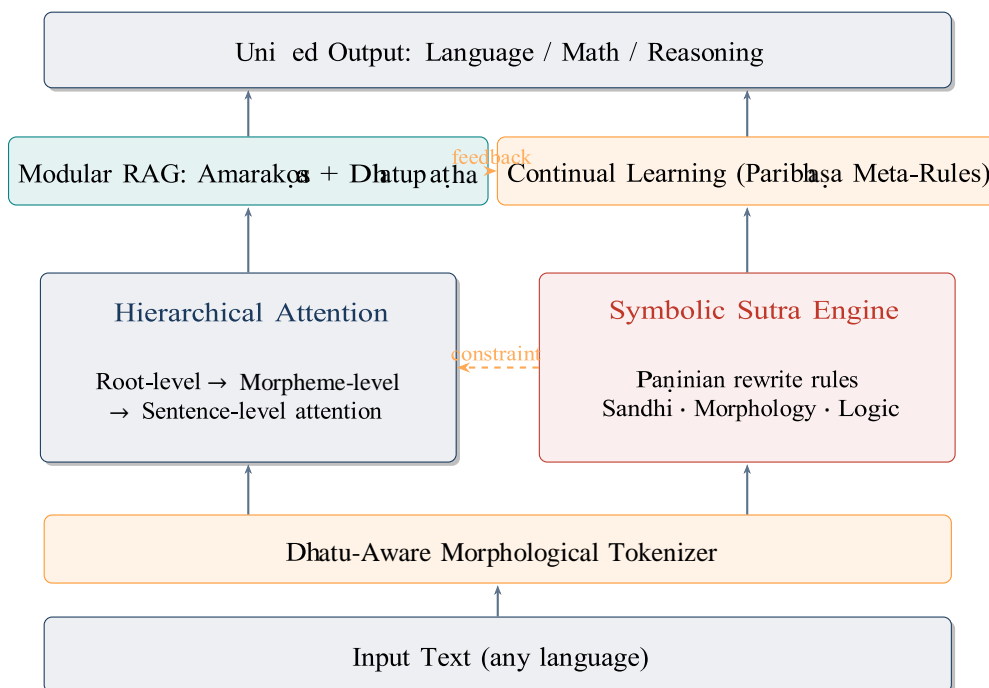 Uni ed Output: Language / Math / Reasoning
feedback
Modular RAG: Amarakoṣa + Dhatupaṭha
Continual Learning (Paribhaṣa Meta-Rules)
Hierarchical Attention
Root-level → Morpheme-level
→ Sentence-level attention
constraint
Symbolic Sutra Engine
Paṇinian rewrite rules
Sandhi · Morphology · Logic
Dhatu-Aware Morphological Tokenizer
Input Text (any language)